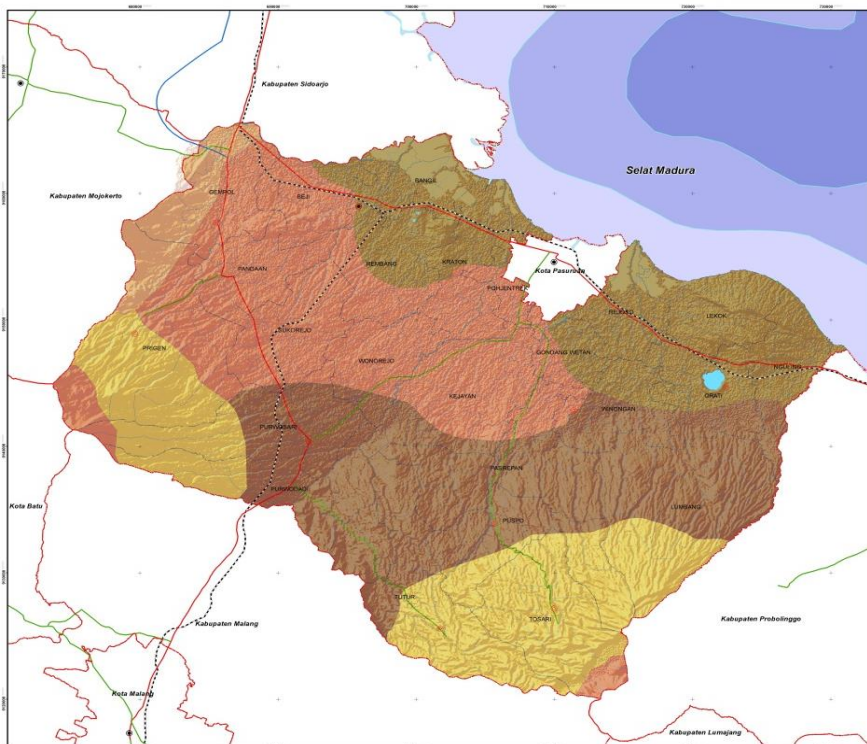 Kabupaten Sidoarjo
Selat Madura
Kabupaten Mojokerto
BANGIL
GEMPOL
BEJI
REMBANG
KRATON
Kota Pasuruan
PANDAAN
POHJENTREK
REJOSO
LEKOK
SUKOREJO
PRIGEN
WONOREJO
GONDANG WETAN
NGULING
KEJAYAN
GRATI
WINONGAN
PURWOSARI
PASREPAN
PURWODADI
Kota Batu
LUMBANG
PUSPO
TUTUR
TOSARI
Kabupaten Malang
Kabupaten Probolinggo
Kota Malang
Kabupaten Lumajang